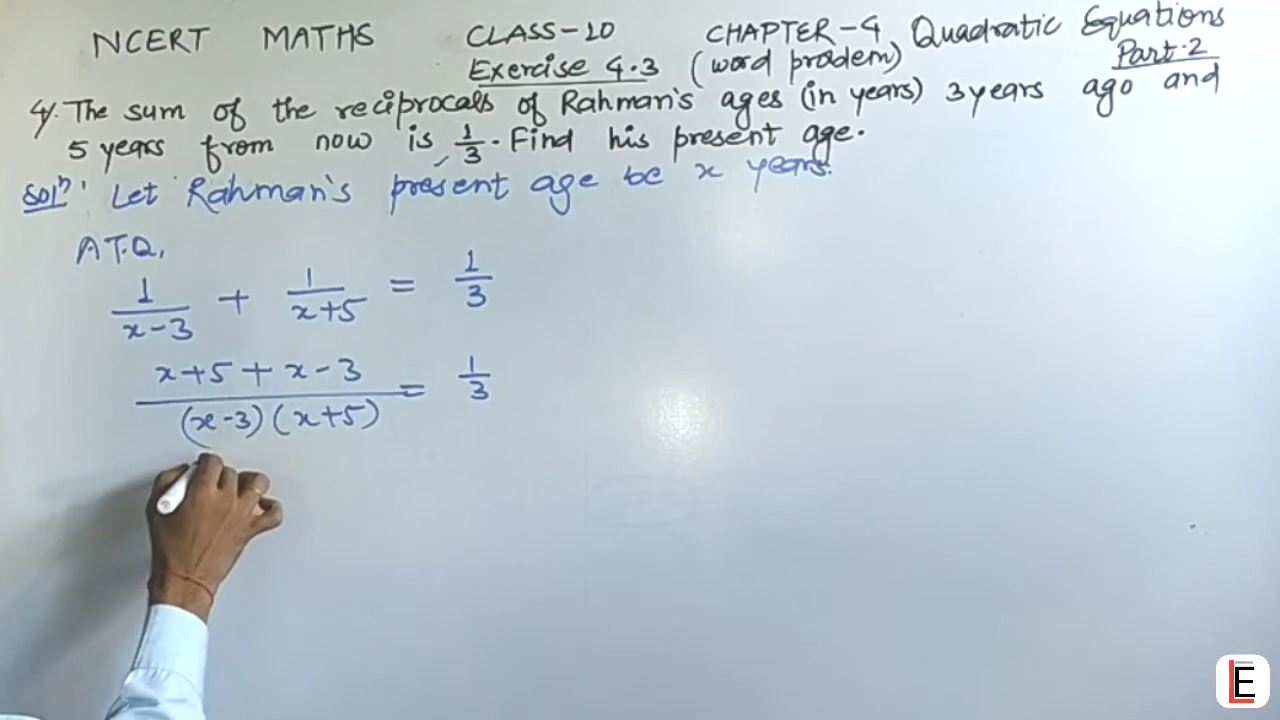 NCERT MATHS CLASS-10 CHAPTER-4 Quadratic Equations
Exercise 4.3 (word problem) Part-2
4. The sum of the reciprocals of Rahman's ages (in years) 3 years ago and
5 years from now is 1/3. Find his present age.
Solⁿ: Let Rahman's present age be x years.
A.T.Q,
1/(x-3) + 1/(x+5) = 1/3
(x+5+x-3)/((x-3)(x+5)) = 1/3
LE